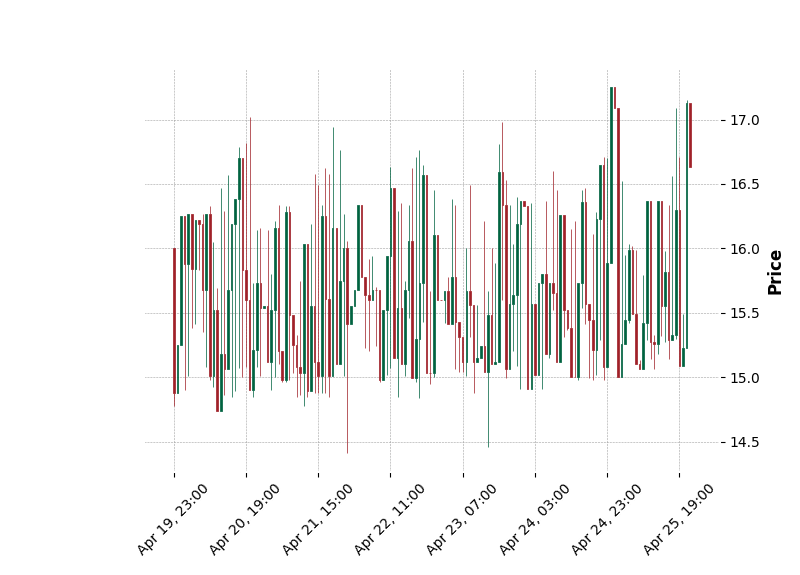 17.0
16.5
16.0
15.5
15.0
14.5
Price
Apr 19, 23:00
Apr 20, 19:00
Apr 21, 15:00
Apr 22, 11:00
Apr 23, 07:00
Apr 24, 03:00
Apr 24, 23:00
Apr 25, 19:00